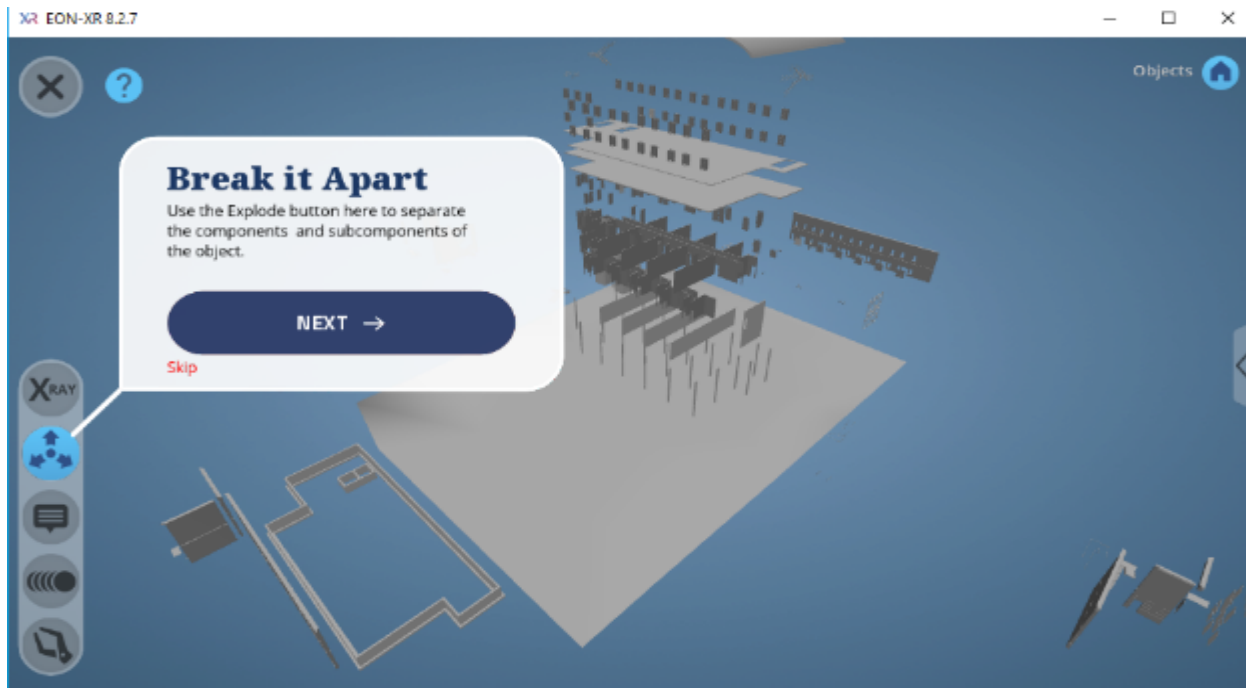 XR EON-XR 8.2.7
Objects
?
Break it Apart
Use the Explode button here to separate
the components and subcomponents of
the object.
NEXT →
Skip
XRAY